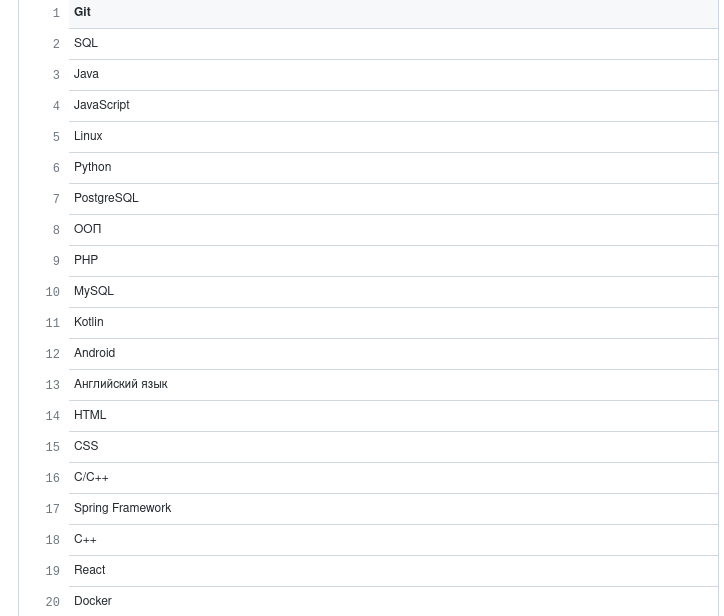 1 Git
2 SQL
3 Java
4 JavaScript
5 Linux
6 Python
7 PostgreSQL
8 ООП
9 PHP
10 MySQL
11 Kotlin
12 Android
13 Английский язык
14 HTML
15 CSS
16 C/C++
17 Spring Framework
18 C++
19 React
20 Docker